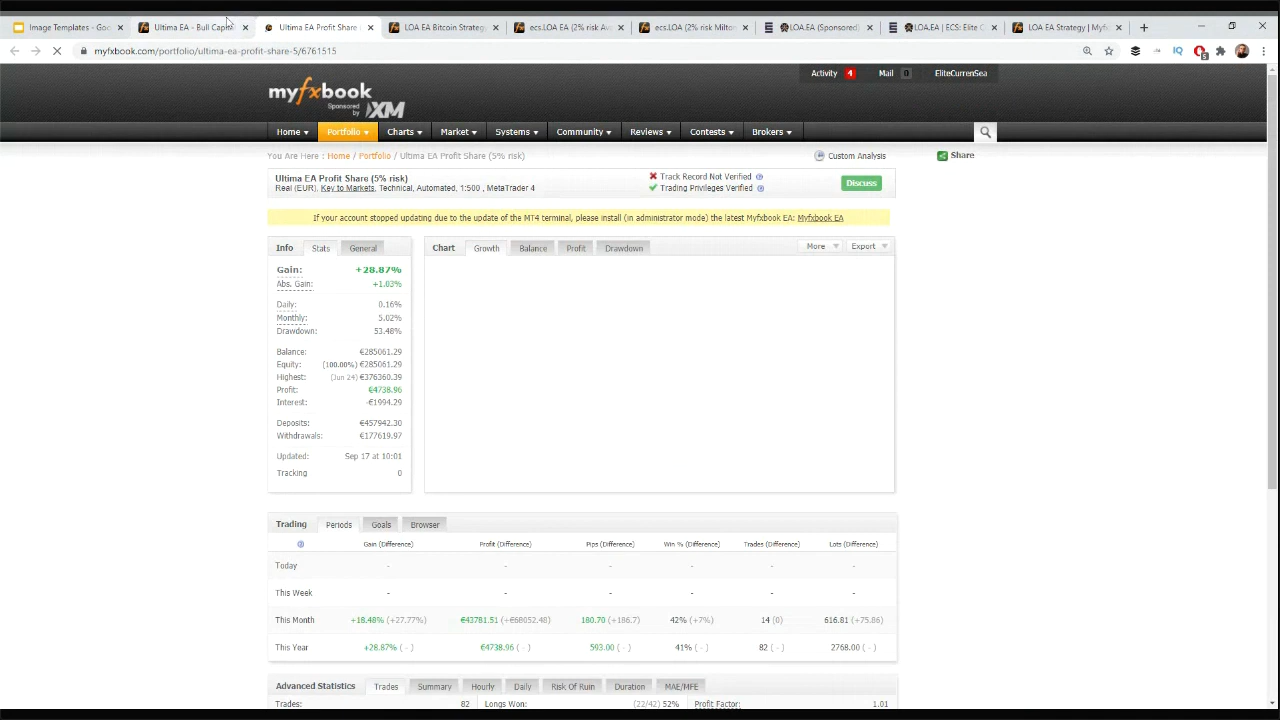 Image Templates - Goo
Ultima EA - Bull Capit
Ultima EA Profit Share
LOA EA Bitcoin Strategy
ecs.LOA EA (2% risk Av
ecs.LOA (2% risk Milton
LOA.EA (Sponsored)
LOA.EA | ECS: Elite C
LOA EA Strategy | Myfx
myfxbook.com/portfolio/ultima-ea-profit-share-5/6761515
Activity 4 Mail 0 EliteCurrenSea
myfxbook
Sponsored by XM
Home Portfolio Charts Market Systems Community Reviews Contests Brokers
You Are Here : Home / Portfolio / Ultima EA Profit Share (5% risk)
Custom Analysis
Share
Ultima EA Profit Share (5% risk)
Real (EUR), Key to Markets, Technical, Automated, 1:500 , MetaTrader 4
Track Record Not Verified
Trading Privileges Verified
Discuss
If your account stopped updating due to the update of the MT4 terminal, please install (in administrator mode) the latest Myfxbook EA: Myfxbook EA
Info Stats General
Chart Growth Balance Profit Drawdown More Export
Gain: +28.87%
Abs. Gain: +1.03%
Daily: 0.16%
Monthly: 5.02%
Drawdown: 53.48%
Balance: €285061.29
Equity: (100.00%) €285061.29
Highest: (Jun 24) €376360.39
Profit: €4738.96
Interest: -€1994.29
Deposits: €457942.30
Withdrawals: €177619.97
Updated: Sep 17 at 10:01
Tracking 0
Trading Periods Goals Browser
Gain (Difference) Profit (Difference) Pips (Difference) Win % (Difference) Trades (Difference) Lots (Difference)
Today - - - - - -
This Week - - - - - -
This Month +18.48% (+27.77%) €43781.51 (+€68052.48) 180.70 (+186.7) 42% (+7%) 14 (0) 616.81 (+75.86)
This Year +28.87% ( - ) €4738.96 ( - ) 593.00 ( - ) 41% ( - ) 82 ( - ) 2768.00 ( - )
Advanced Statistics Trades Summary Hourly Daily Risk Of Ruin Duration MAE/MFE
Trades: 82 Longs Won: (22/42) 52% Profit Factor: 1.01